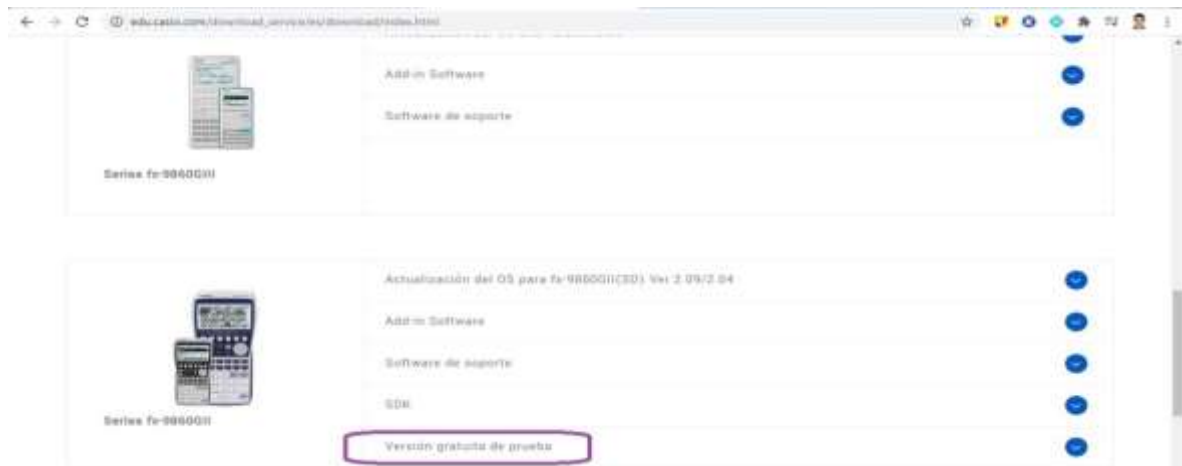 edu.casio.com/download_service/es/download/index.html
Add-in Software
Software de soporte
Series fx-9860GIII
Actualización del OS para fx-9860GII(SD) Ver 2.09/2.04
Add-in Software
Software de soporte
SDK
Series fx-9860GII
Versión gratuita de prueba